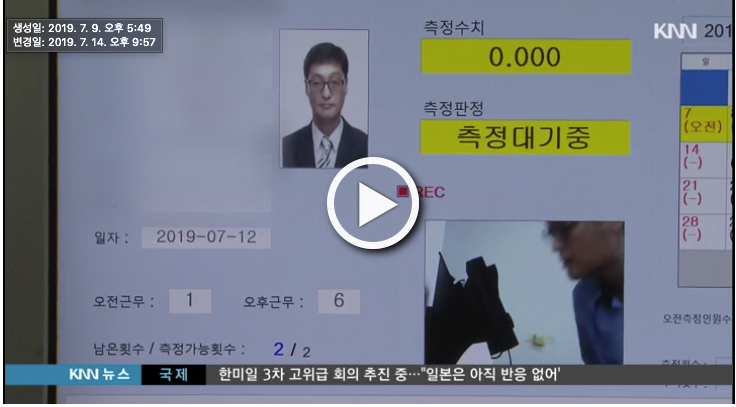 생성일: 2019. 7. 9. 오후 5:49
변경일: 2019. 7. 14. 오후 9:57
KNN
측정수치
0.000
측정판정
측정대기중
REC
201
일
7
(오전)
14
(-)
21
(-)
28
(-)
일자 : 2019-07-12
오전근무 : 1 오후근무 : 6
남은횟수 / 측정가능횟수 : 2 / 2
오전측정인원수
KNN 뉴스 국 제 한미일 3차 고위급 회의 추진 중…"일본은 아직 반응 없어'